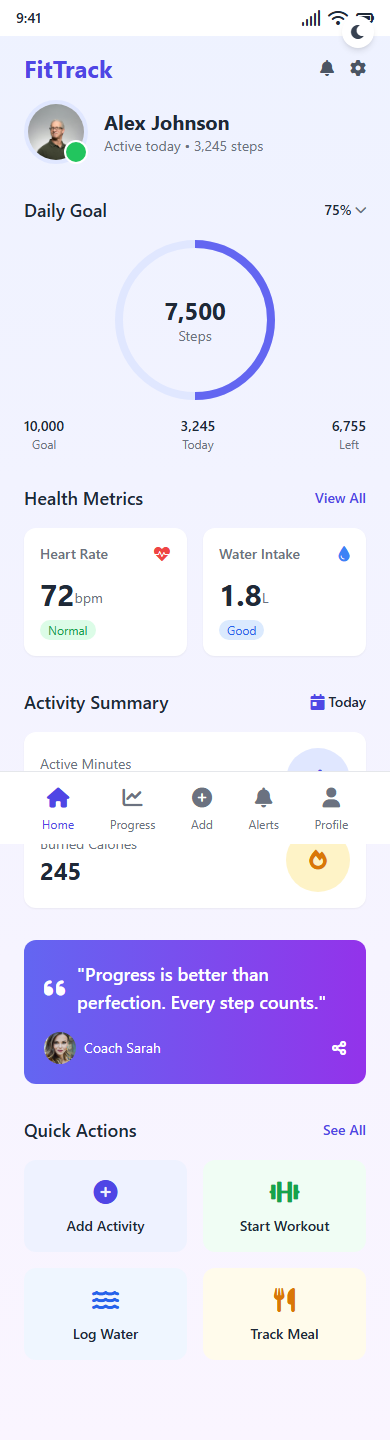 9:41
FitTrack
Alex Johnson
Active today • 3,245 steps
Daily Goal
75%
7,500
Steps
10,000
Goal
3,245
Today
6,755
Left
Health Metrics
View All
Heart Rate
72bpm
Normal
Water Intake
1.8L
Good
Activity Summary
Today
Active Minutes
Home
Progress
Add
Alerts
Profile
Burned Calories
245
"Progress is better than
perfection. Every step counts."
Coach Sarah
Quick Actions
See All
Add Activity
Start Workout
Log Water
Track Meal